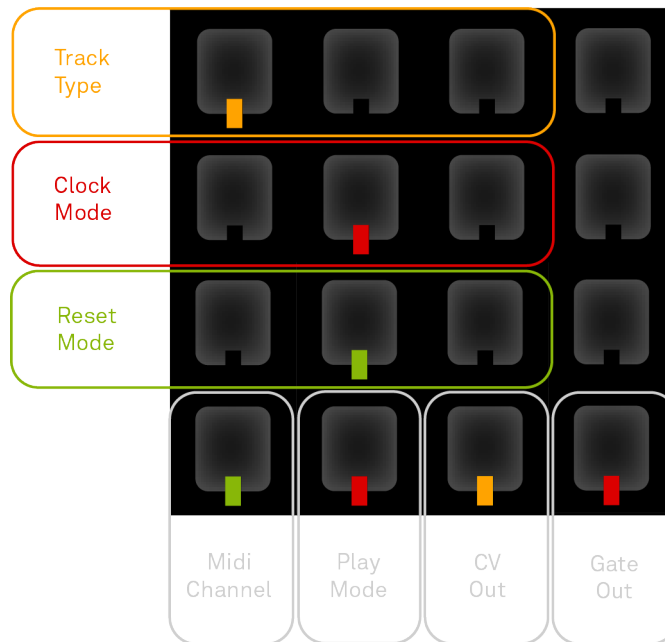 Track
Type
Clock
Mode
Reset
Mode
Midi
Channel
Play
Mode
CV
Out
Gate
Out